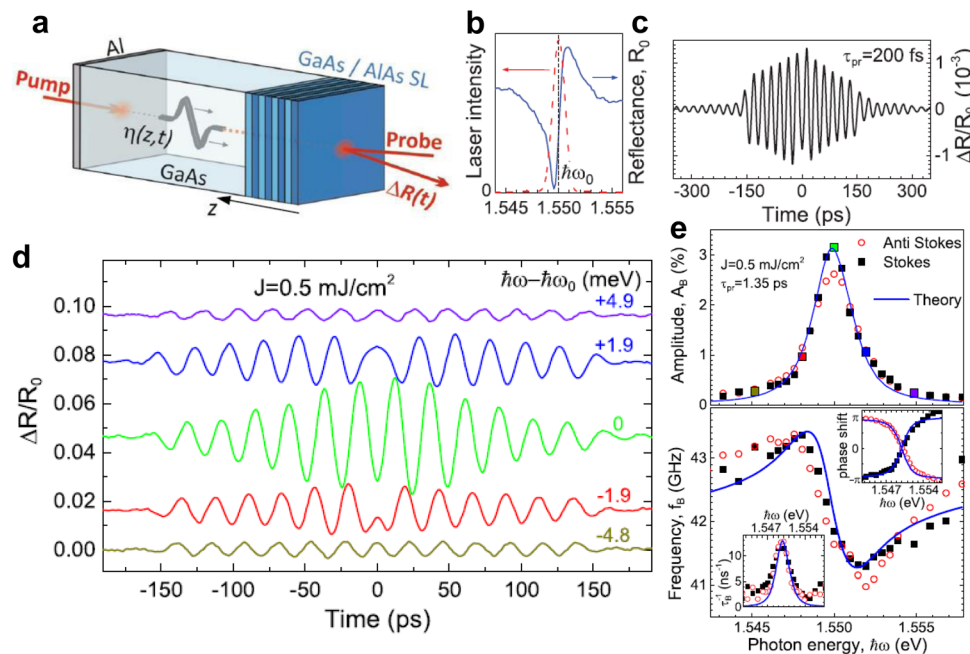 a
Al
GaAs / AlAs SL
Pump
η(z,t)
Probe
GaAs
ΔR(t)
z
b
Laser intensity
Reflectance, R0
ħω0
0
1.545 1.550 1.555
c
τpr=200 fs
1
0
-1
ΔR/R0 (10-3)
-300 -150 0 150 300
Time (ps)
d
J=0.5 mJ/cm2
ħω−ħω0 (meV)
+4.9
+1.9
0
-1.9
-4.8
0.10
0.08
0.06
0.04
0.02
0.00
ΔR/R0
-150 -100 -50 0 50 100 150
Time (ps)
e
J=0.5 mJ/cm2
τpr=1.35 ps
Anti Stokes
Stokes
Theory
3
2
1
0
Amplitude, AB (%)
43
42
41
Frequency, fB (GHz)
π
0
-π
phase shift
1.547 1.554
ħω (eV)
ħω (eV)
1.547 1.554
10
5
0
τB-1 (ns-1)
1.545 1.550 1.555
Photon energy, ħω (eV)